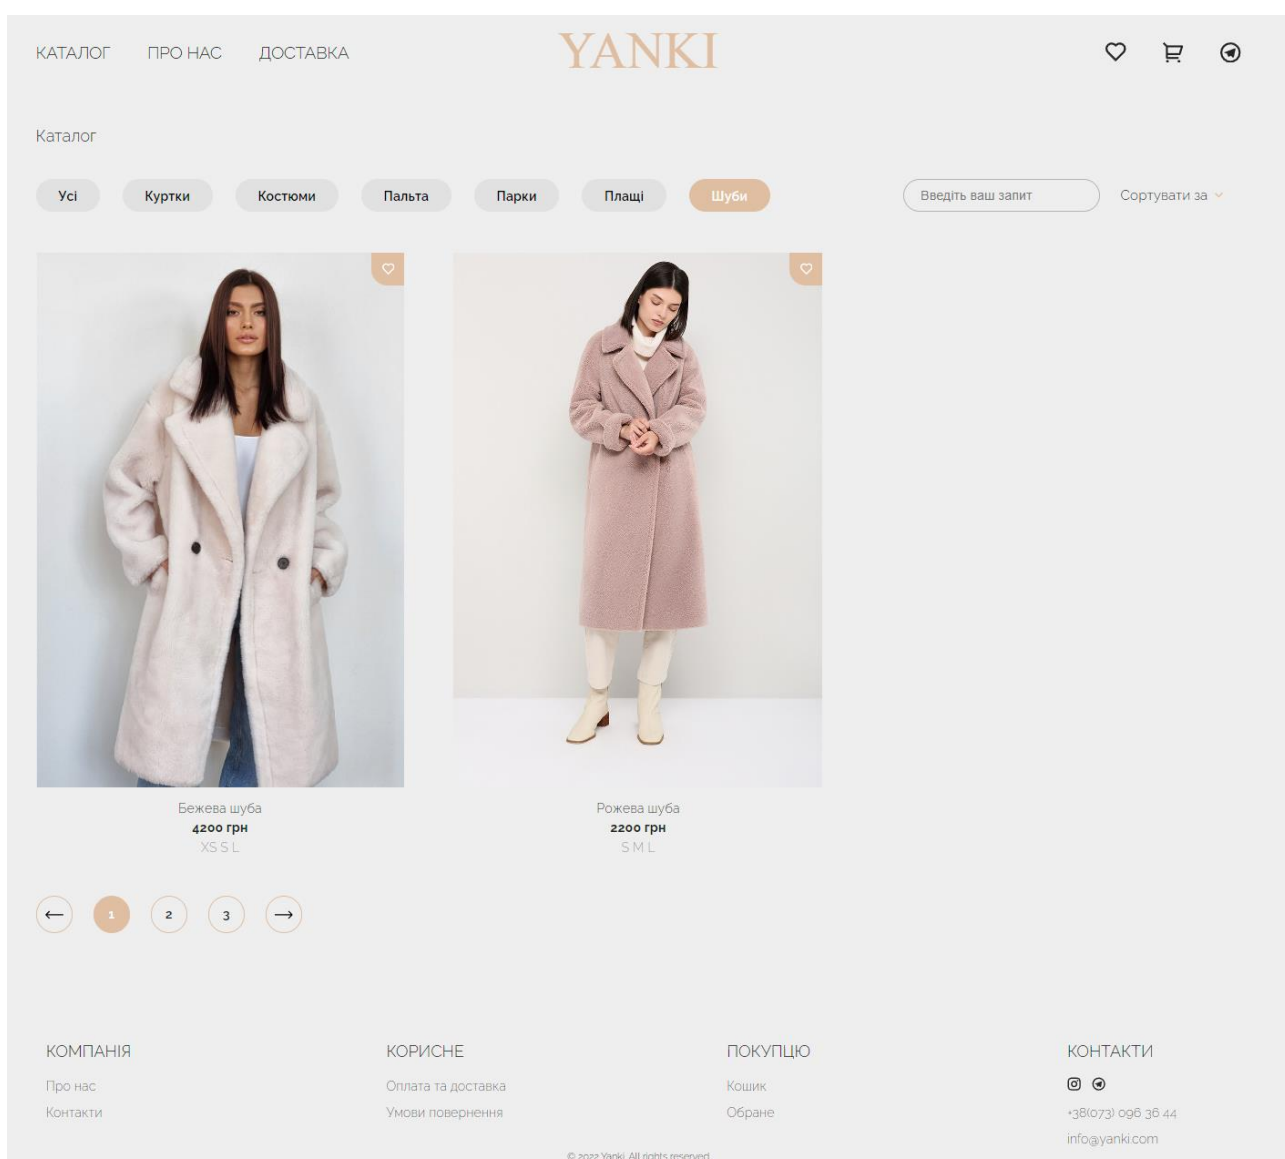 КАТАЛОГ ПРО НАС ДОСТАВКА YANKI
Каталог
Усі Куртки Костюми Пальта Парки Плащі Шуби Введіть ваш запит Сортувати за
Бежева шуба
4200 грн
XS S L
Рожева шуба
2200 грн
S M L
1 2 3
КОМПАНІЯ
Про нас
Контакти
КОРИСНЕ
Оплата та доставка
Умови повернення
ПОКУПЦЮ
Кошик
Обране
КОНТАКТИ
+38(073) 096 36 44
info@yanki.com
© 2022 Yanki. All rights reserved